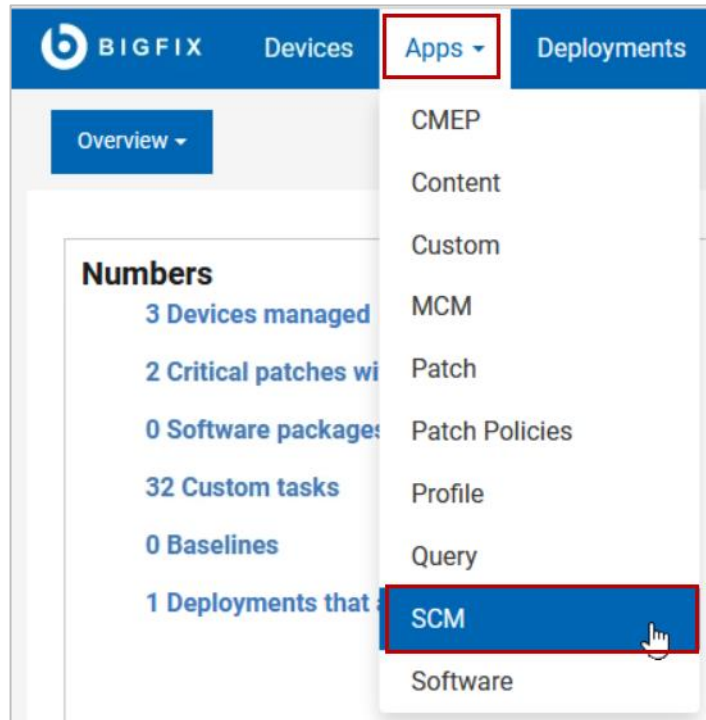 BIGFIX Devices Apps Deployments
Overview
CMEP
Content
Custom
MCM
Patch
Patch Policies
Profile
Query
SCM
Software
Numbers
3 Devices managed
2 Critical patches wi
0 Software packages
32 Custom tasks
0 Baselines
1 Deployments that